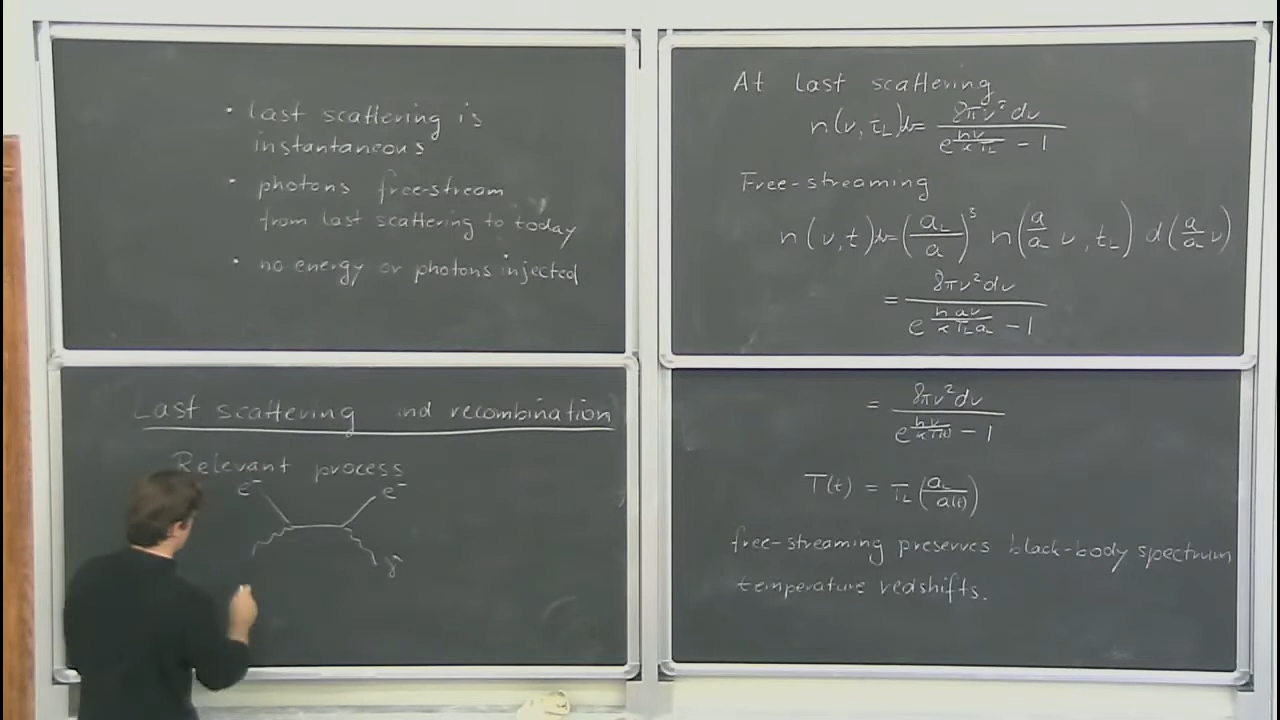 • last scattering is
instantaneous
• photons free-stream
from last scattering to today
• no energy or photons injected
Last scattering and recombination
Relevant process
e⁻ e⁻
γ
At last scattering
n(ν, t_L)dν = 8πν²dν / (e^{hν/κT_L} - 1)
Free-streaming
n(ν, t)dν = (a_L/a)³ n(a/a_L ν, t_L) d(a/a_L ν)
= 8πν²dν / (e^{haν/κT_L a_L} - 1)
= 8πν²dν / (e^{hν/κT(t)} - 1)
T(t) = T_L (a_L/a(t))
free-streaming preserves black-body spectrum
temperature redshifts.